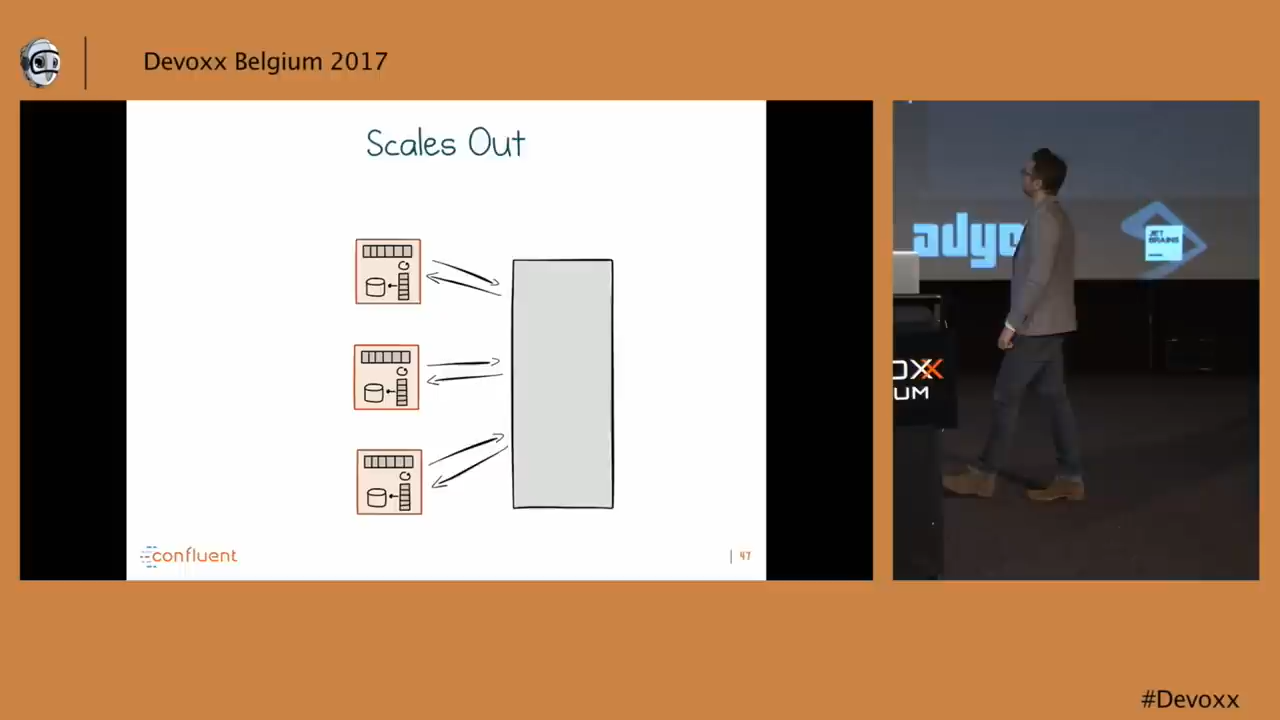 Devoxx Belgium 2017
Scales Out
confluent
| 47
adye
JET
BRAINS
OXX
UM
#Devoxx